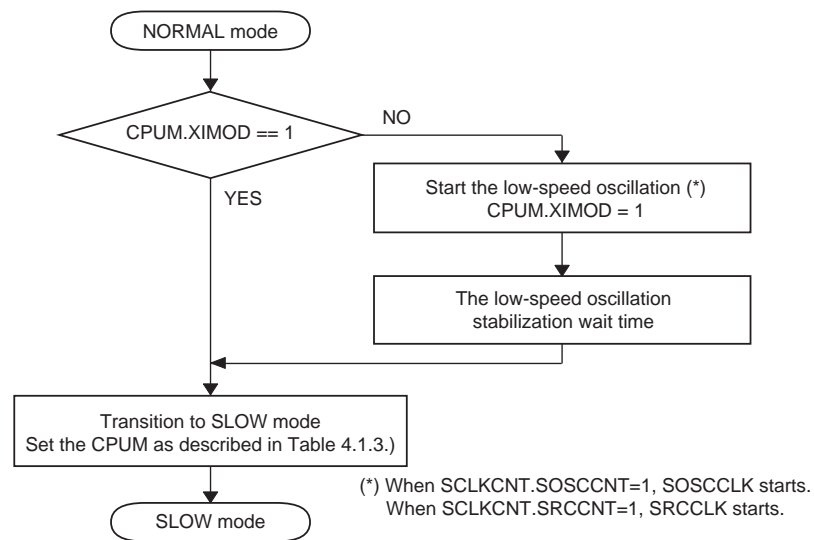 NORMAL mode
CPUM.XIMOD == 1
NO
YES
Start the low-speed oscillation (*)
CPUM.XIMOD = 1
The low-speed oscillation
stabilization wait time
Transition to SLOW mode
Set the CPUM as described in Table 4.1.3.)
SLOW mode
(*) When SCLKCNT.SOSCCNT=1, SOSCCLK starts.
When SCLKCNT.SRCCNT=1, SRCCLK starts.